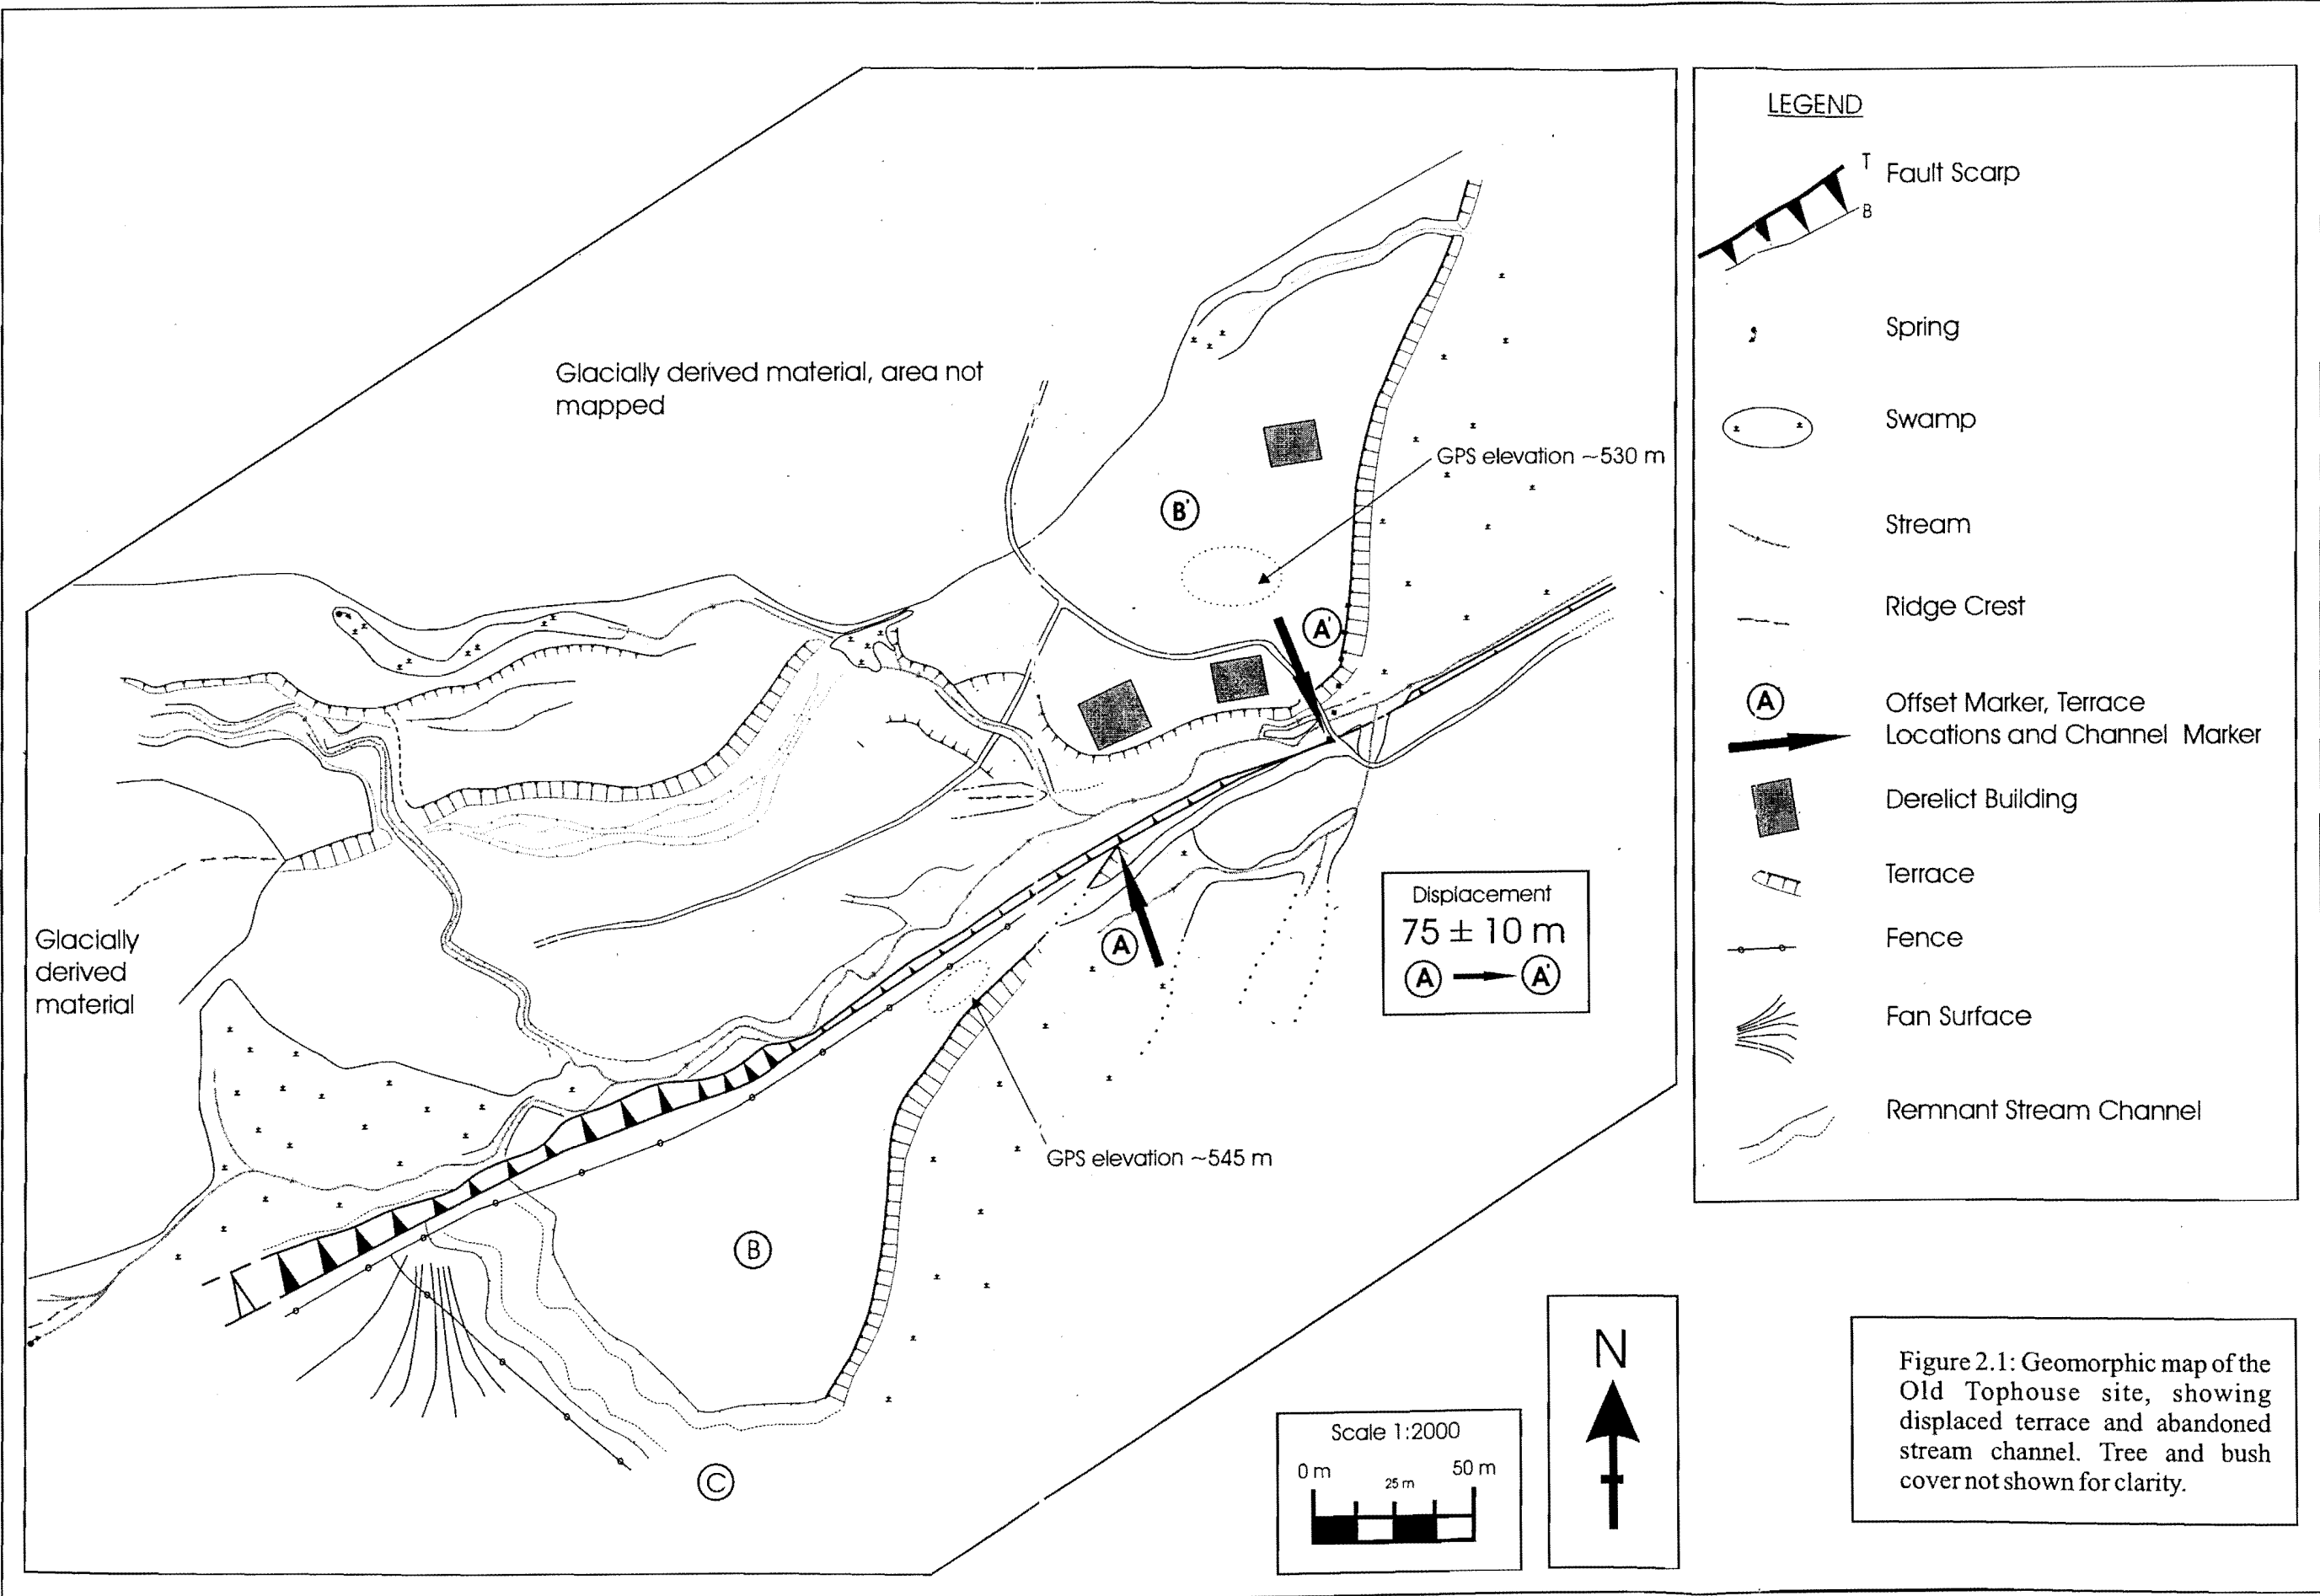 Glacially derived material, area not
mapped
GPS elevation ~530 m
B'
A'
Glacially
derived
material
A
Displacement
75 ± 10 m
A A'
GPS elevation ~545 m
B
C
Scale 1:2000
0 m 25 m 50 m
N
LEGEND
T
Fault Scarp
B
Spring
Swamp
Stream
Ridge Crest
A
Offset Marker, Terrace
Locations and Channel Marker
Derelict Building
Terrace
Fence
Fan Surface
Remnant Stream Channel
Figure 2.1: Geomorphic map of the
Old Tophouse site, showing
displaced terrace and abandoned
stream channel. Tree and bush
cover not shown for clarity.